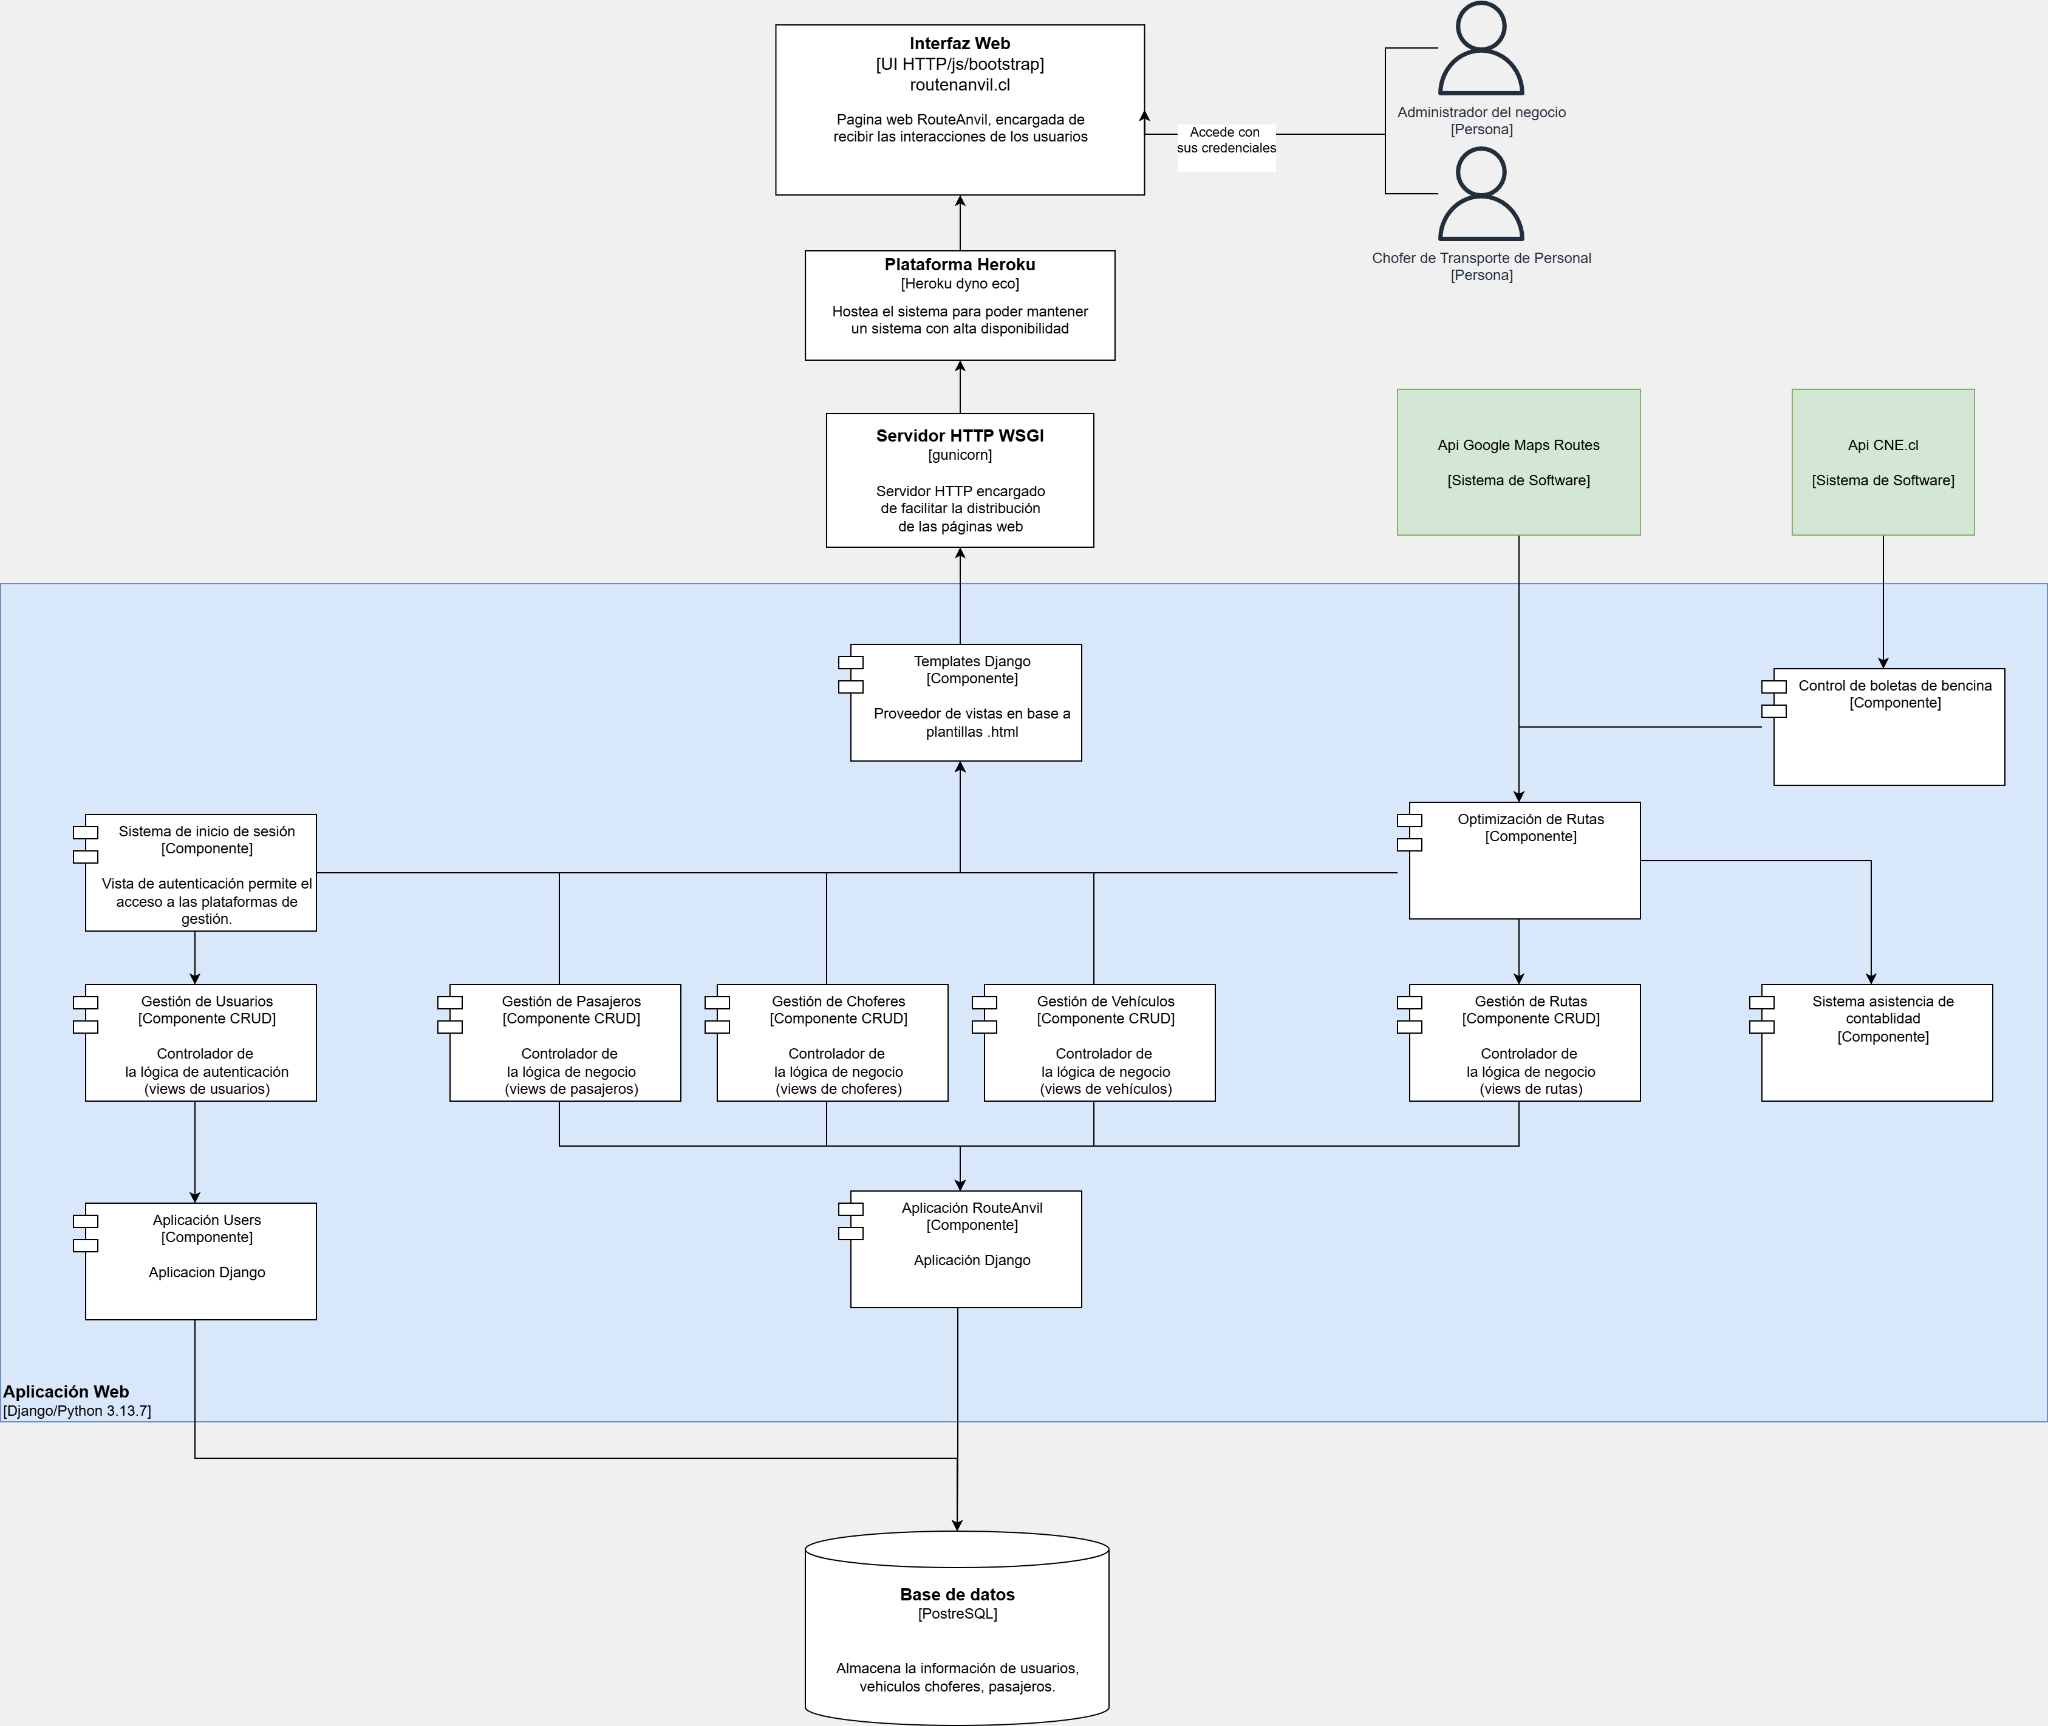 Interfaz Web
[UI HTTP/js/bootstrap]
routenanvil.cl
Pagina web RouteAnvil, encargada de
recibir las interacciones de los usuarios
Accede con
sus credenciales
Administrador del negocio
[Persona]
Chofer de Transporte de Personal
[Persona]
Plataforma Heroku
[Heroku dyno eco]
Hostea el sistema para poder mantener
un sistema con alta disponibilidad
Servidor HTTP WSGI
[gunicorn]
Servidor HTTP encargado
de facilitar la distribución
de las páginas web
Api Google Maps Routes
[Sistema de Software]
Api CNE.cl
[Sistema de Software]
Templates Django
[Componente]
Proveedor de vistas en base a
plantillas .html
Control de boletas de bencina
[Componente]
Sistema de inicio de sesión
[Componente]
Vista de autenticación permite el
acceso a las plataformas de
gestión.
Optimización de Rutas
[Componente]
Gestión de Usuarios
[Componente CRUD]
Controlador de
la lógica de autenticación
(views de usuarios)
Gestión de Pasajeros
[Componente CRUD]
Controlador de
la lógica de negocio
(views de pasajeros)
Gestión de Choferes
[Componente CRUD]
Controlador de
la lógica de negocio
(views de choferes)
Gestión de Vehículos
[Componente CRUD]
Controlador de
la lógica de negocio
(views de vehículos)
Gestión de Rutas
[Componente CRUD]
Controlador de
la lógica de negocio
(views de rutas)
Sistema asistencia de
contablidad
[Componente]
Aplicación Users
[Componente]
Aplicacion Django
Aplicación RouteAnvil
[Componente]
Aplicación Django
Aplicación Web
[Django/Python 3.13.7]
Base de datos
[PostreSQL]
Almacena la información de usuarios,
vehiculos choferes, pasajeros.